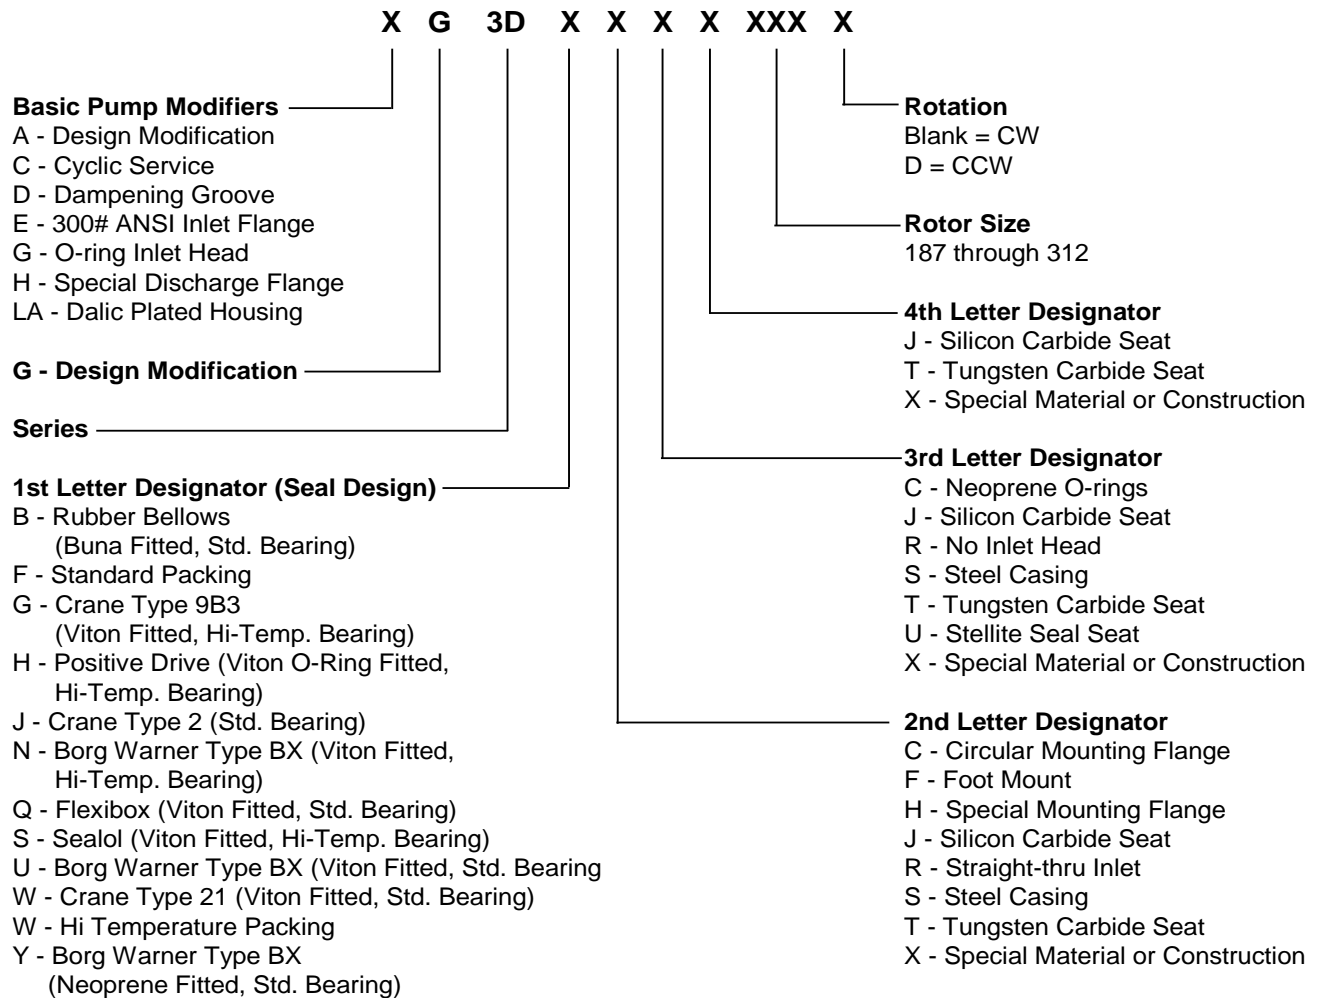 X G 3D X X X X XXX X
Basic Pump Modifiers
A - Design Modification
C - Cyclic Service
D - Dampening Groove
E - 300# ANSI Inlet Flange
G - O-ring Inlet Head
H - Special Discharge Flange
LA - Dalic Plated Housing
G - Design Modification
Series
1st Letter Designator (Seal Design)
B - Rubber Bellows
(Buna Fitted, Std. Bearing)
F - Standard Packing
G - Crane Type 9B3
(Viton Fitted, Hi-Temp. Bearing)
H - Positive Drive (Viton O-Ring Fitted,
Hi-Temp. Bearing)
J - Crane Type 2 (Std. Bearing)
N - Borg Warner Type BX (Viton Fitted,
Hi-Temp. Bearing)
Q - Flexibox (Viton Fitted, Std. Bearing)
S - Sealol (Viton Fitted, Hi-Temp. Bearing)
U - Borg Warner Type BX (Viton Fitted, Std. Bearing
W - Crane Type 21 (Viton Fitted, Std. Bearing)
W - Hi Temperature Packing
Y - Borg Warner Type BX
(Neoprene Fitted, Std. Bearing)
Rotation
Blank = CW
D = CCW
Rotor Size
187 through 312
4th Letter Designator
J - Silicon Carbide Seat
T - Tungsten Carbide Seat
X - Special Material or Construction
3rd Letter Designator
C - Neoprene O-rings
J - Silicon Carbide Seat
R - No Inlet Head
S - Steel Casing
T - Tungsten Carbide Seat
U - Stellite Seal Seat
X - Special Material or Construction
2nd Letter Designator
C - Circular Mounting Flange
F - Foot Mount
H - Special Mounting Flange
J - Silicon Carbide Seat
R - Straight-thru Inlet
S - Steel Casing
T - Tungsten Carbide Seat
X - Special Material or Construction